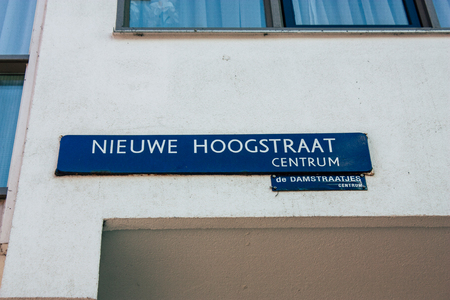 NIEUWE HOOGSTRAAT
CENTRUM
de DAMSTRAATJES
CENTRUM